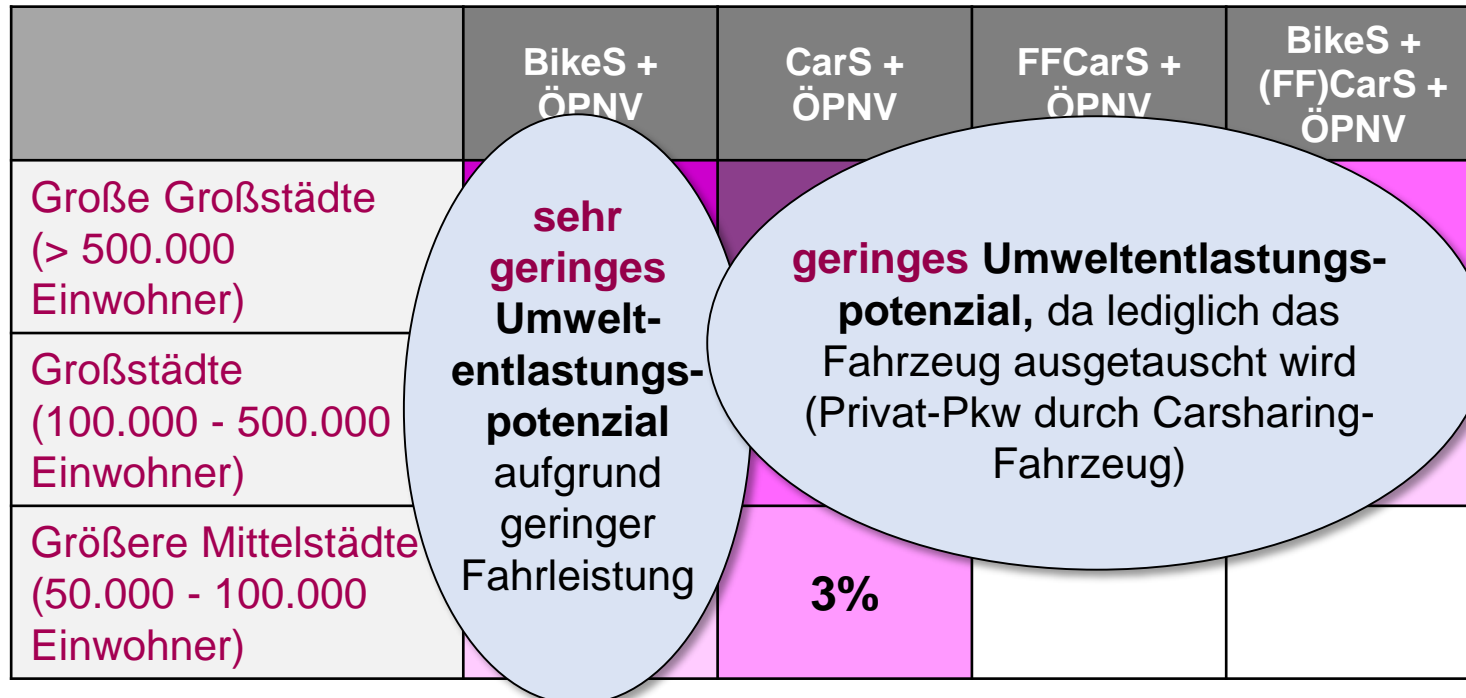 BikeS +
ÖPNV
CarS +
ÖPNV
FFCarS +
ÖPNV
BikeS +
(FF)CarS +
ÖPNV
Große Großstädte
(> 500.000
Einwohner)
Großstädte
(100.000 - 500.000
Einwohner)
Größere Mittelstädte
(50.000 - 100.000
Einwohner)
sehr
geringes
Umwelt-
entlastungs-
potenzial
aufgrund
geringer
Fahrleistung
geringes Umweltentlastungs-
potenzial, da lediglich das
Fahrzeug ausgetauscht wird
(Privat-Pkw durch Carsharing-
Fahrzeug)
3%